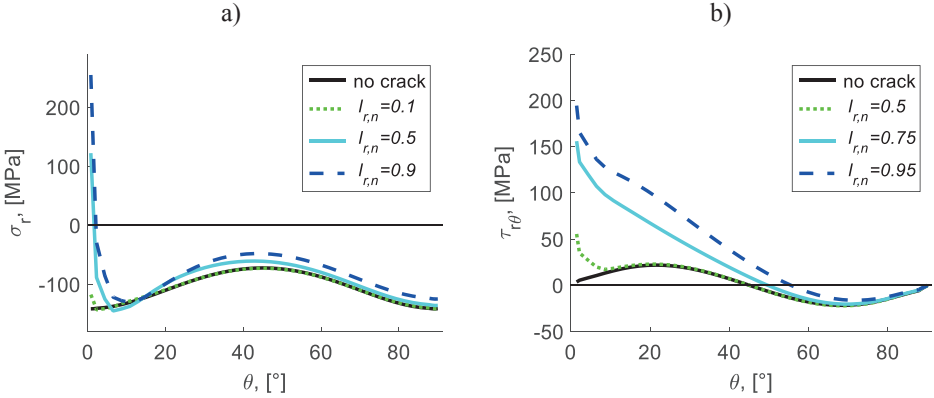 a)
σr, [MPa]
200
100
0
-100
0
20
40
60
80
θ, [°]
no crack
lr,n=0.1
lr,n=0.5
lr,n=0.9
b)
τrθ, [MPa]
250
200
150
100
50
0
-50
0
20
40
60
80
θ, [°]
no crack
lr,n=0.5
lr,n=0.75
lr,n=0.95